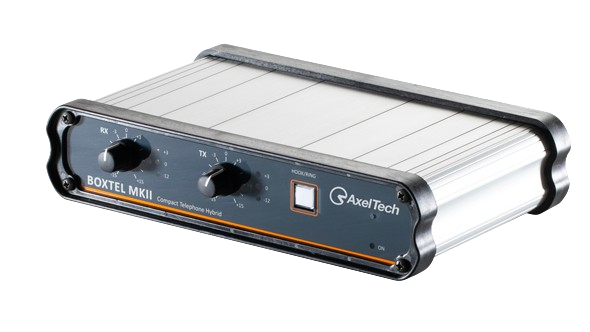 RX
TX
HOOK/RING
AxelTech
BOXTEL MKII
Compact Telephone Hybrid
ON